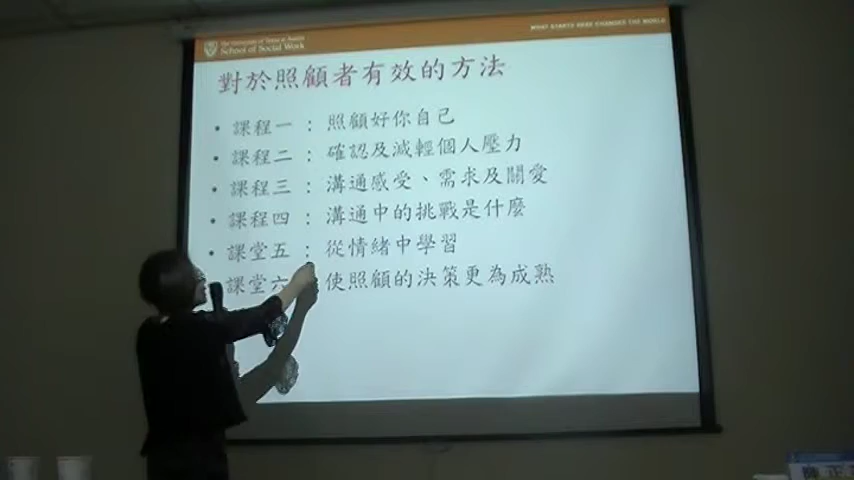 The University of Texas at Austin
School of Social Work
WHAT STARTS HERE CHANGES THE WORLD
對於照顧者有效的方法
• 課程一 : 照顧好你自己
• 課程二 : 確認及減輕個人壓力
• 課程三 : 溝通感受、需求及關愛
• 課程四 : 溝通中的挑戰是什麼
• 課堂五 : 從情緒中學習
課堂六 使照顧的決策更為成熟